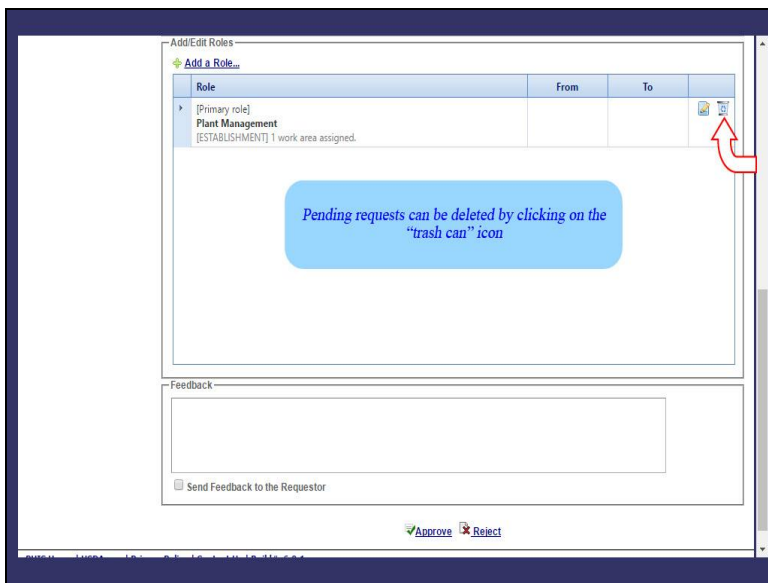 Add/Edit Roles
Add a Role...
Role From To
[Primary role]
Plant Management
[ESTABLISHMENT] 1 work area assigned.
Pending requests can be deleted by clicking on the
“trash can” icon
Feedback
Send Feedback to the Requestor
Approve Reject